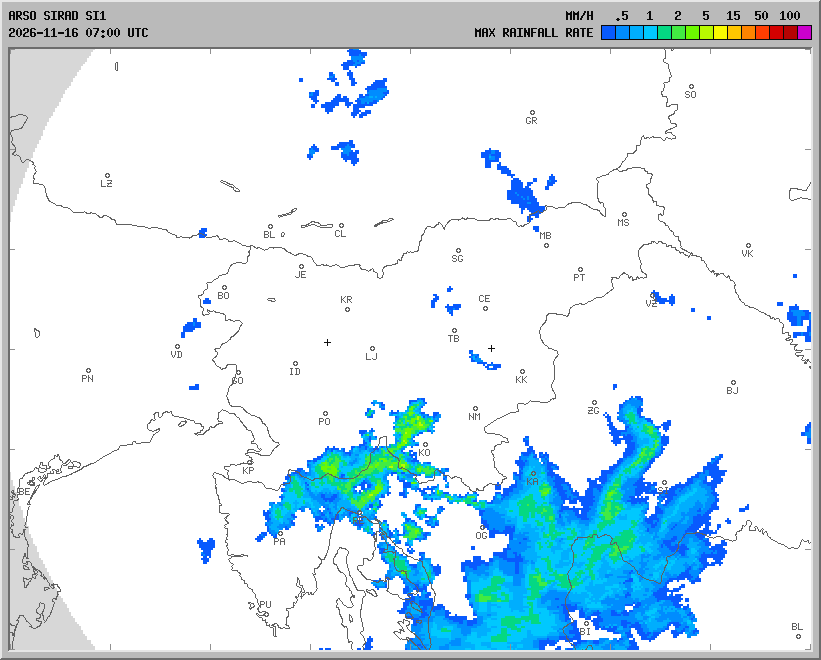 ARSO SIRAD SI1
MM/H .5 1 2 5 15 50 100
2026-11-16 07:00 UTC
MAX RAINFALL RATE
SO
GR
LZ
MS
BL
CL
MB
VK
SG
JE
PT
BO
KR
CE
VZ
TB
VD
LJ
ID
PN
GO
KK
BJ
NM
ZG
PO
KO
KP
KA
SI
BE
OG
PA
PU
BI
BL